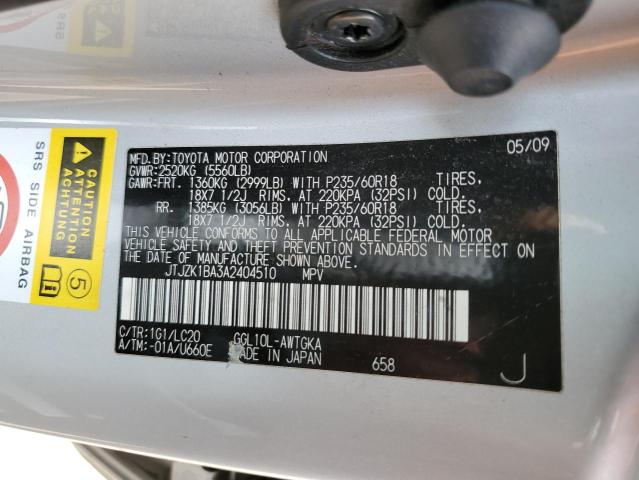 MFD.BY:TOYOTA MOTOR CORPORATION 05/09
GVWR:2520KG (5560LB)
GAWR:FRT. 1360KG (2999LB) WITH P235/60R18 TIRES,
18X7 1/2J RIMS, AT 220KPA (32PSI) COLD.
RR. 1385KG (3056LB) WITH P235/60R18 TIRES,
18X7 1/2J RIMS, AT 220KPA (32PSI) COLD.
THIS VEHICLE CONFORMS TO ALL APPLICABLE FEDERAL MOTOR
VEHICLE SAFETY AND THEFT PREVENTION STANDARDS IN EFFECT ON
THE DATE OF MANUFACTURE SHOWN ABOVE.
JTJZK1BA3A2404510 MPV
C/TR:1G1/LC20 GGL10L-AWTGKA
A/TM:-01A/U660E MADE IN JAPAN 658
J
CAUTION
SRS SIDE AIRBAG
5
SRS